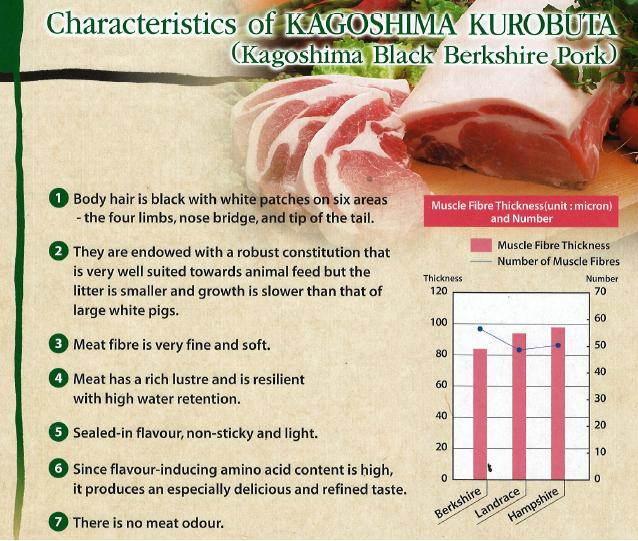 Characteristics of KAGOSHIMA KUROBUTA
(Kagoshima Black Berkshire Pork)
1 Body hair is black with white patches on six areas
- the four limbs, nose bridge, and tip of the tail.
2 They are endowed with a robust constitution that
is very well suited towards animal feed but the
litter is smaller and growth is slower than that of
large white pigs.
3 Meat fibre is very fine and soft.
4 Meat has a rich lustre and is resilient
with high water retention.
5 Sealed-in flavour, non-sticky and light.
6 Since flavour-inducing amino acid content is high,
it produces an especially delicious and refined taste.
7 There is no meat odour.
Muscle Fibre Thickness(unit : micron)
and Number
Muscle Fibre Thickness
Number of Muscle Fibres
Thickness
Number
120
100
80
60
40
20
0
70
60
50
40
30
20
10
0
Berkshire
Landrace
Hampshire